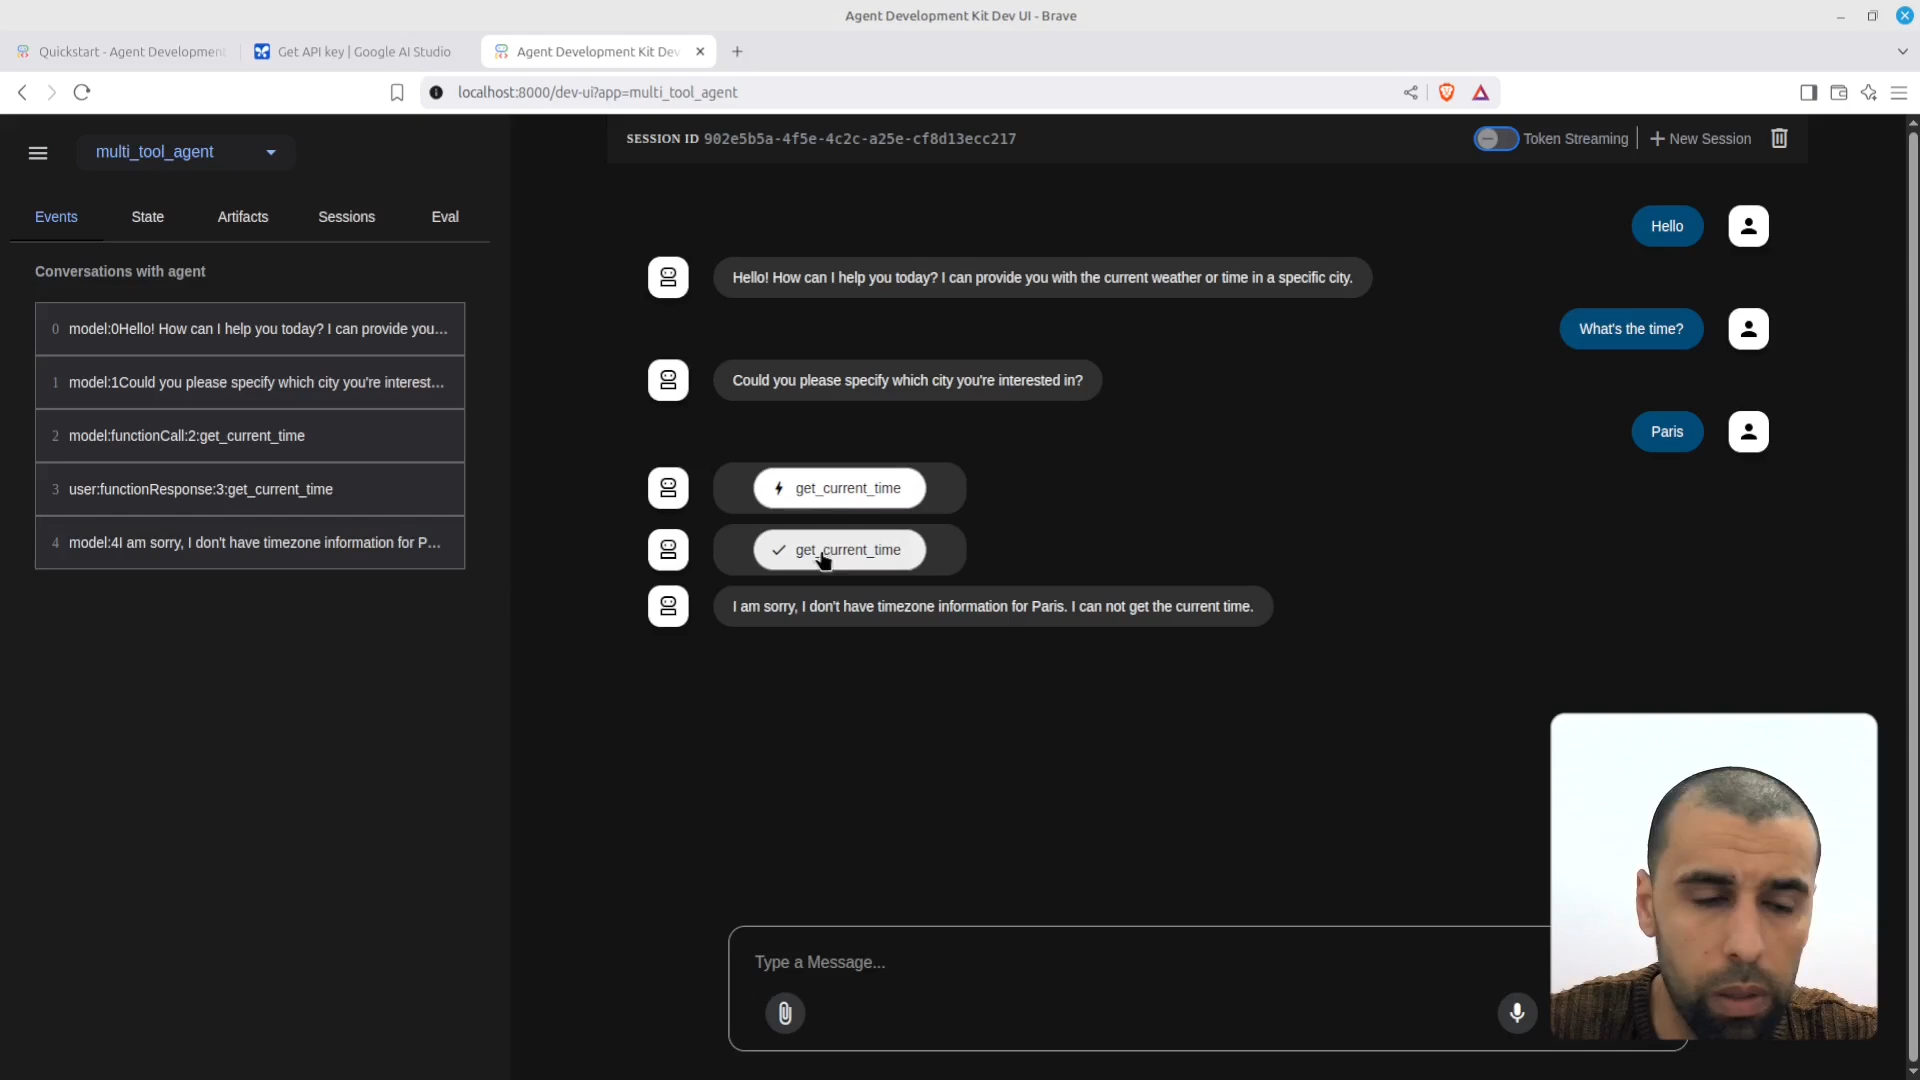 Agent Development Kit Dev UI - Brave
Quickstart - Agent Development
Get API key | Google AI Studio
Agent Development Kit Dev
localhost:8000/dev-ui?app=multi_tool_agent
multi_tool_agent
SESSION ID 902e5b5a-4f5e-4c2c-a25e-cf8d13ecc217
Token Streaming
New Session
Events
State
Artifacts
Sessions
Eval
Conversations with agent
0 model:0Hello! How can I help you today? I can provide you...
1 model:1Could you please specify which city you're interest...
2 model:functionCall:2:get_current_time
3 user:functionResponse:3:get_current_time
4 model:4I am sorry, I don't have timezone information for P...
Hello
Hello! How can I help you today? I can provide you with the current weather or time in a specific city.
What's the time?
Could you please specify which city you're interested in?
Paris
get_current_time
get_current_time
I am sorry, I don't have timezone information for Paris. I can not get the current time.
Type a Message...